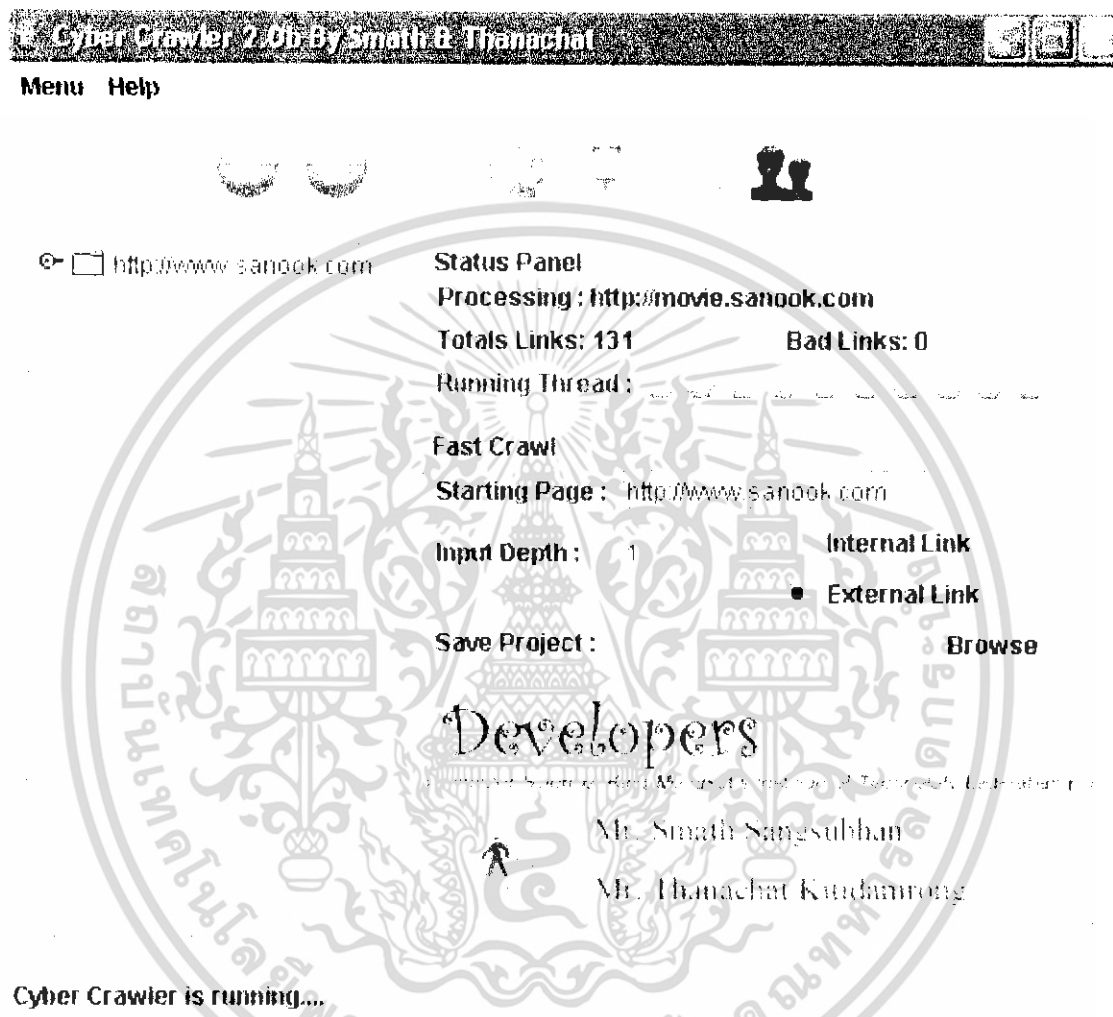 Cyber Crawler 2.0b By Smath & Thanachat
Menu Help
http://www.sanook.com
Status Panel
Processing : http://movie.sanook.com
Totals Links: 131 Bad Links: 0
Running Thread :
Fast Crawl
Starting Page : http://www.sanook.com
Input Depth : 1 Internal Link
External Link
Save Project : Browse
Developers
Mr. Smath Sangsubhan
Mr. Thanachat
Cyber Crawler is running....